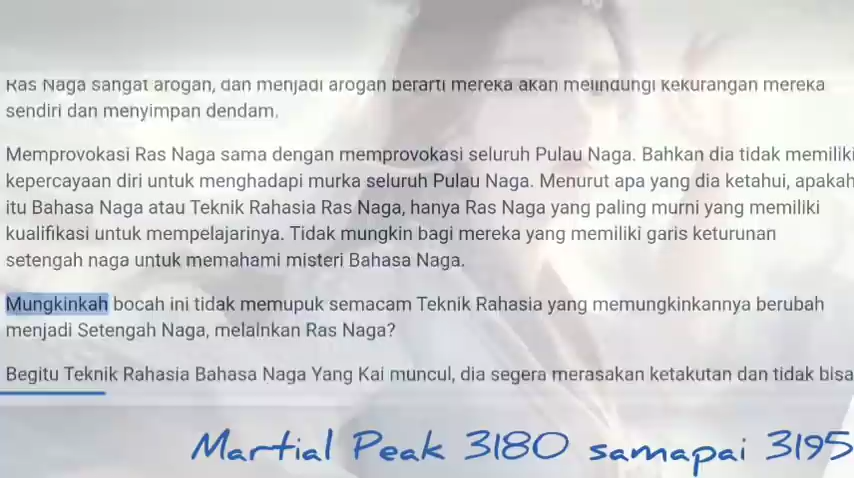 Ras Naga sangat arogan, dan menjadi arogan berarti mereka akan melindungi kekurangan mereka
sendiri dan menyimpan dendam.
Memprovokasi Ras Naga sama dengan memprovokasi seluruh Pulau Naga. Bahkan dia tidak memiliki
kepercayaan diri untuk menghadapi murka seluruh Pulau Naga. Menurut apa yang dia ketahui, apakah
itu Bahasa Naga atau Teknik Rahasia Ras Naga, hanya Ras Naga yang paling murni yang memiliki
kualifikasi untuk mempelajarinya. Tidak mungkin bagi mereka yang memiliki garis keturunan
setengah naga untuk memahami misteri Bahasa Naga.
Mungkinkah bocah ini tidak memupuk semacam Teknik Rahasia yang memungkinkannya berubah
menjadi Setengah Naga, melainkan Ras Naga?
Begitu Teknik Rahasia Bahasa Naga Yang Kai muncul, dia segera merasakan ketakutan dan tidak bisa
Martial Peak 3180 samapai 3195